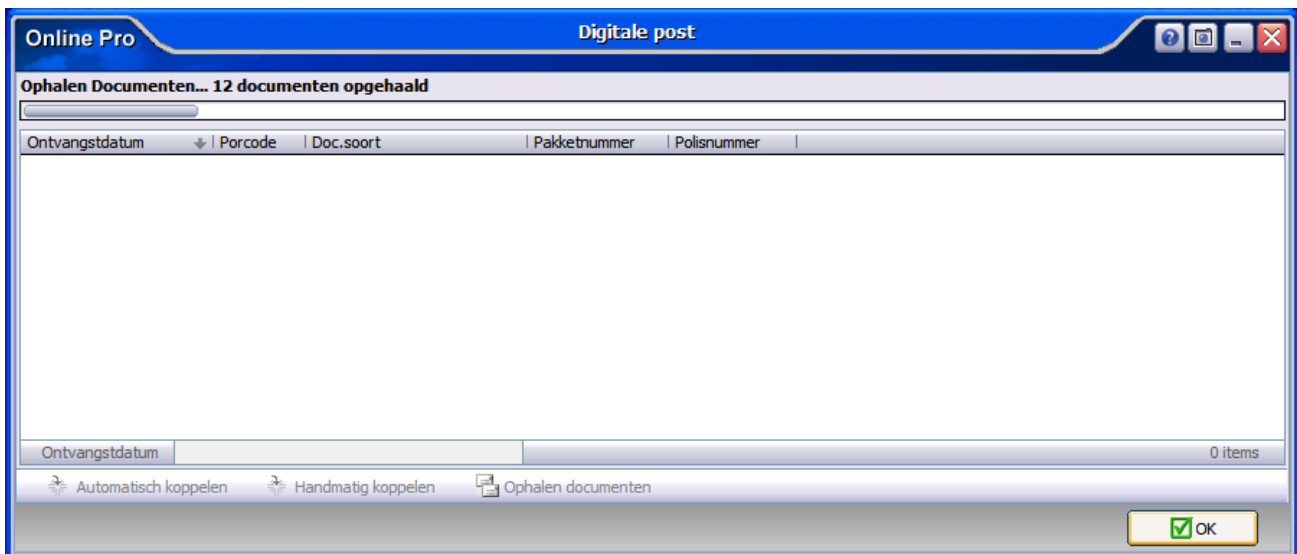 Online Pro
Digitale post
Ophalen Documenten... 12 documenten opgehaald
Ontvangstdatum Porcode Doc.soort Pakketnummer Polisnummer
Ontvangstdatum 0 items
Automatisch koppelen Handmatig koppelen Ophalen documenten
OK